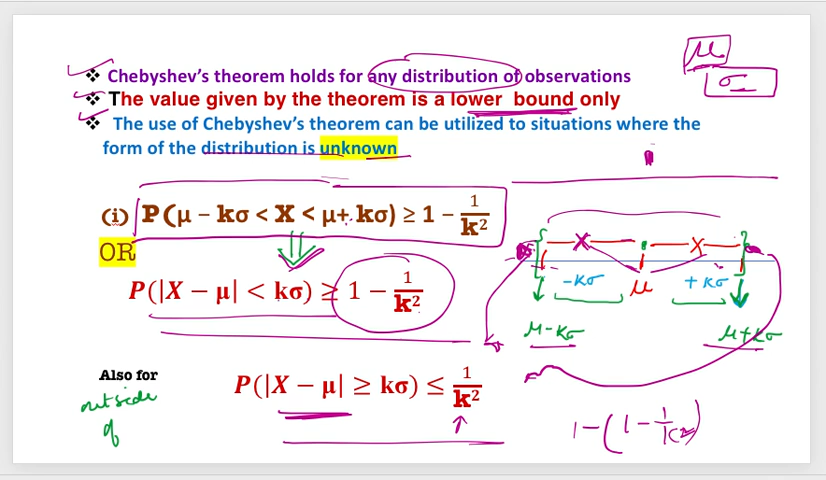 ❖ Chebyshev's theorem holds for any distribution of observations
❖ The value given by the theorem is a lower bound only
❖ The use of Chebyshev's theorem can be utilized to situations where the
form of the distribution is unknown
μ
σ
(i) P(μ − kσ < X < μ+ kσ) ≥ 1 − 1/k²
OR
P(|X − μ| < kσ) ≥ 1 − 1/k²
-kσ μ +kσ
μ-kσ μ+kσ
Also for
outside
of
P(|X − μ| ≥ kσ) ≤ 1/k²
1-(1-1/k²)